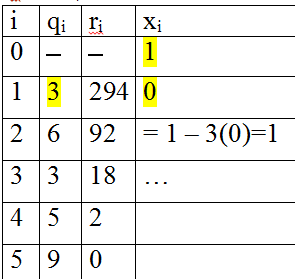 i qᵢ rᵢ xᵢ
0 – – 1
1 3 294 0
2 6 92 = 1 – 3(0)=1
3 3 18 …
4 5 2
5 9 0